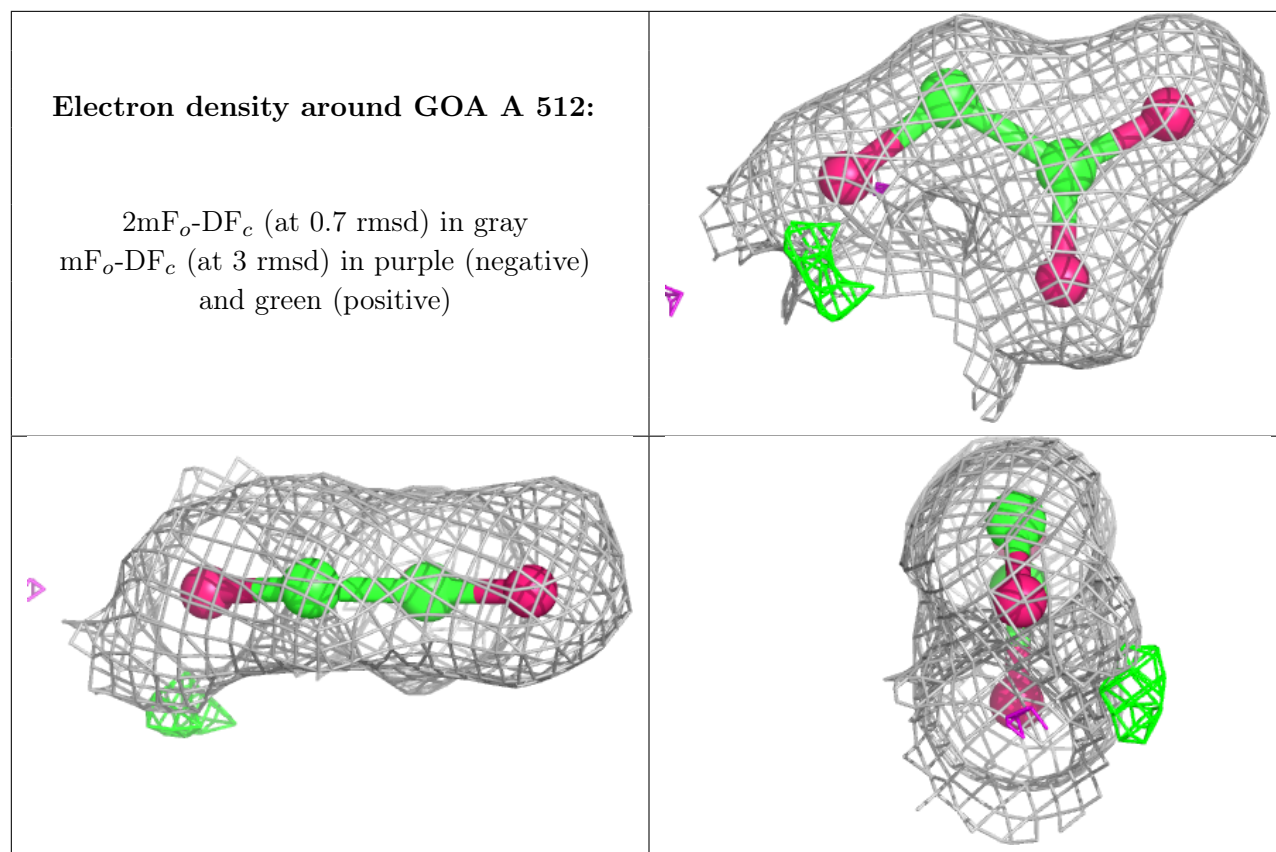 Electron density around GOA A 512:
2mFo-DFc (at 0.7 rmsd) in gray
mFo-DFc (at 3 rmsd) in purple (negative)
and green (positive)